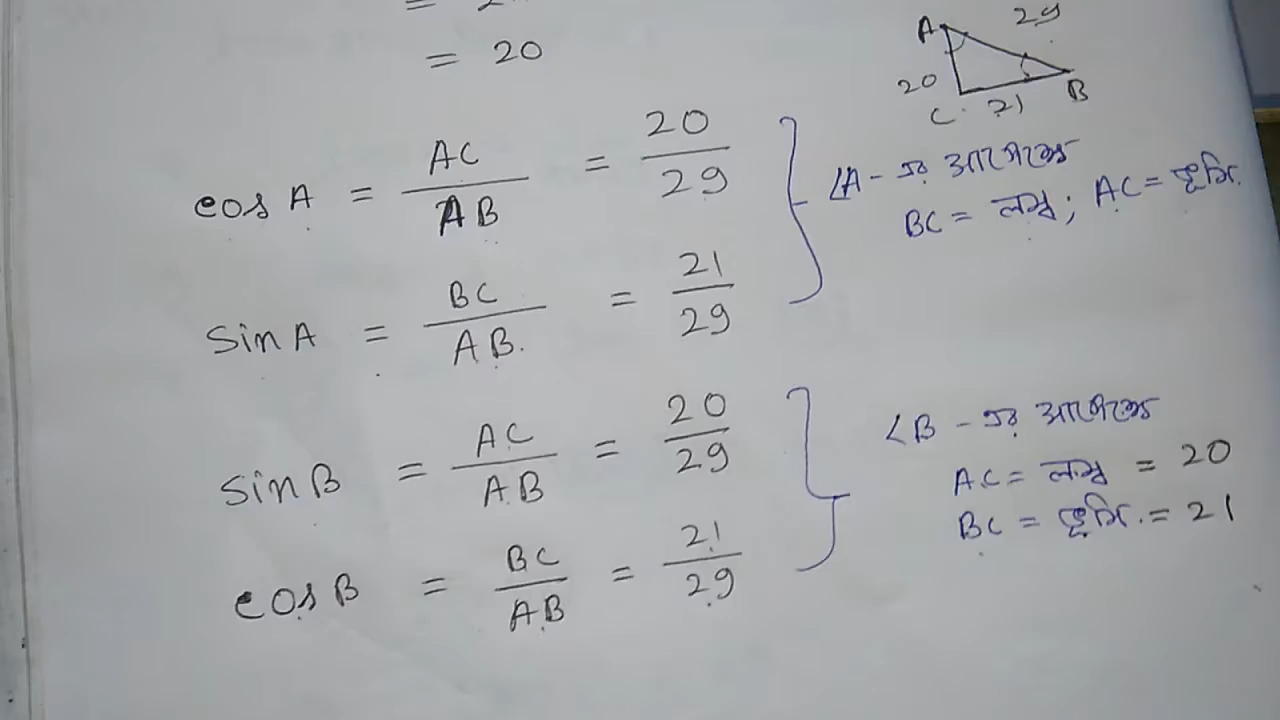 = 20
A 29
20
C 21 B
cos A = AC/AB = 20/29
∠A - এর সাপেক্ষে
BC = লম্ব; AC = ভূমি.
sin A = BC/AB. = 21/29
sin B = AC/AB = 20/29
∠B - এর সাপেক্ষে
AC = লম্ব = 20
BC = ভূমি. = 21
cos B = BC/AB = 21/29